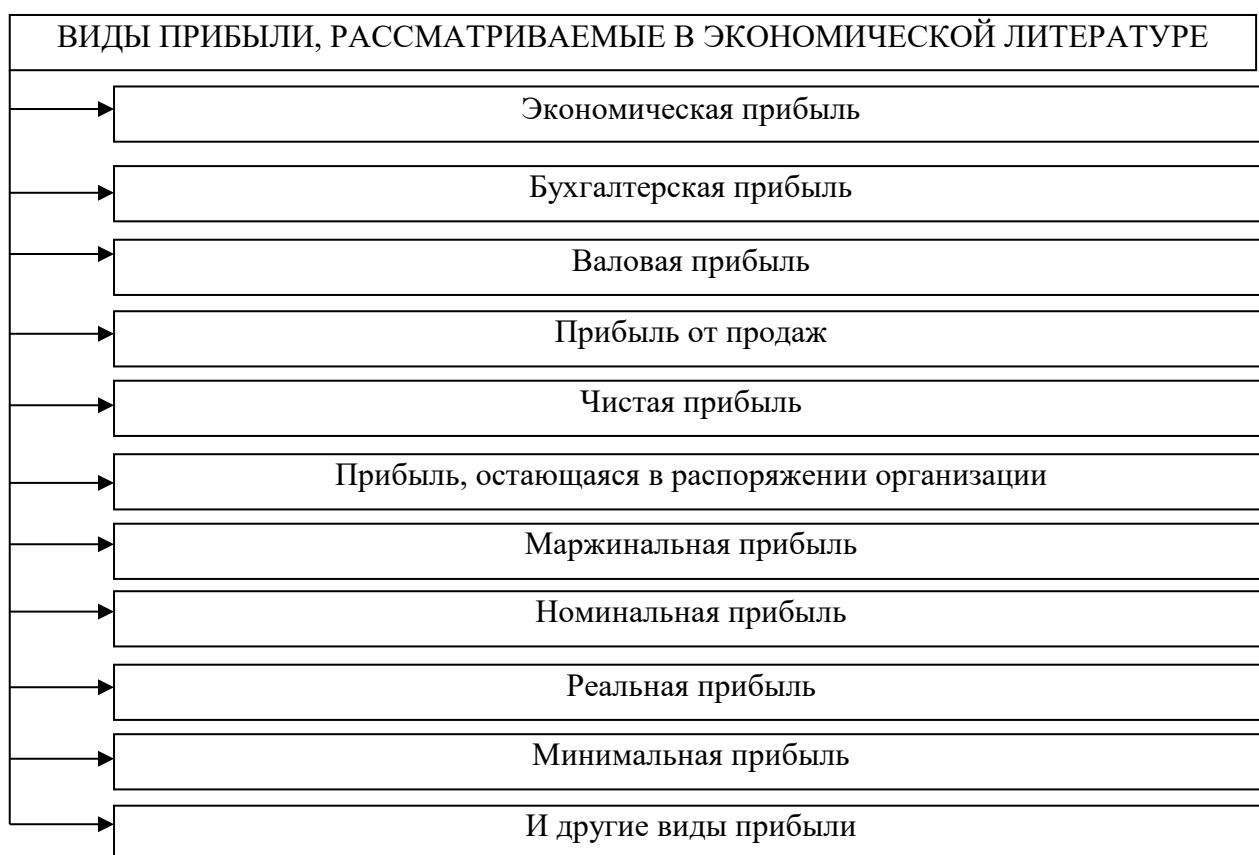 ВИДЫ ПРИБЫЛИ, РАССМАТРИВАЕМЫЕ В ЭКОНОМИЧЕСКОЙ ЛИТЕРАТУРЕ
Экономическая прибыль
Бухгалтерская прибыль
Валовая прибыль
Прибыль от продаж
Чистая прибыль
Прибыль, остающаяся в распоряжении организации
Маржинальная прибыль
Номинальная прибыль
Реальная прибыль
Минимальная прибыль
И другие виды прибыли